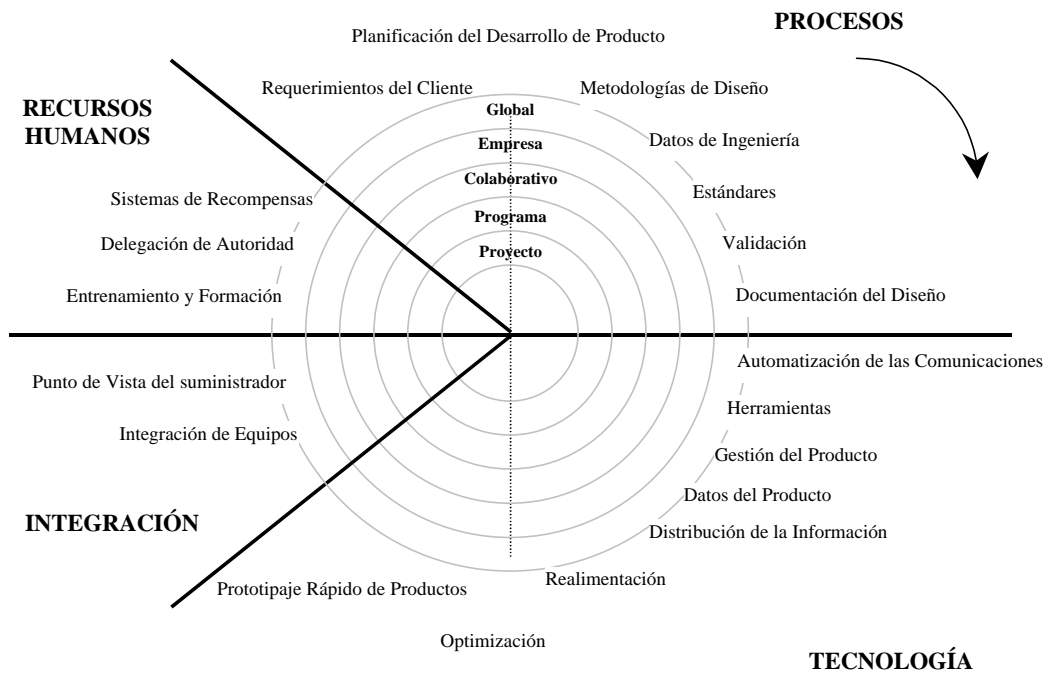 PROCESOS
Planificación del Desarrollo de Producto
Requerimientos del Cliente
Metodologías de Diseño
RECURSOS
HUMANOS
Global
Datos de Ingeniería
Empresa
Colaborativo
Estándares
Sistemas de Recompensas
Programa
Delegación de Autoridad
Validación
Proyecto
Entrenamiento y Formación
Documentación del Diseño
Automatización de las Comunicaciones
Punto de Vista del suministrador
Herramientas
Integración de Equipos
Gestión del Producto
Datos del Producto
INTEGRACIÓN
Distribución de la Información
Realimentación
Prototipaje Rápido de Productos
Optimización
TECNOLOGÍA